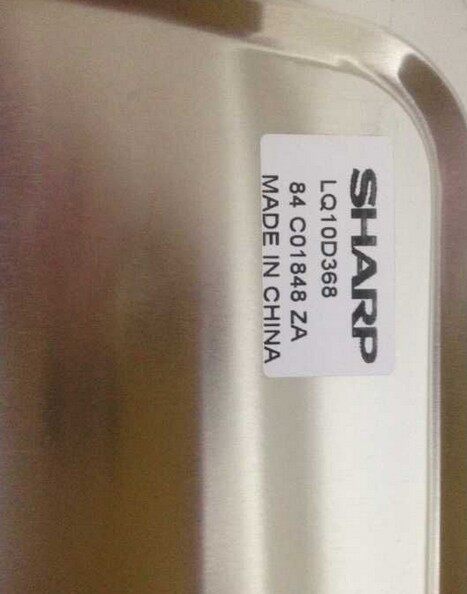 SHARP
LQ10D368
84 C01848 ZA
MADE IN CHINA